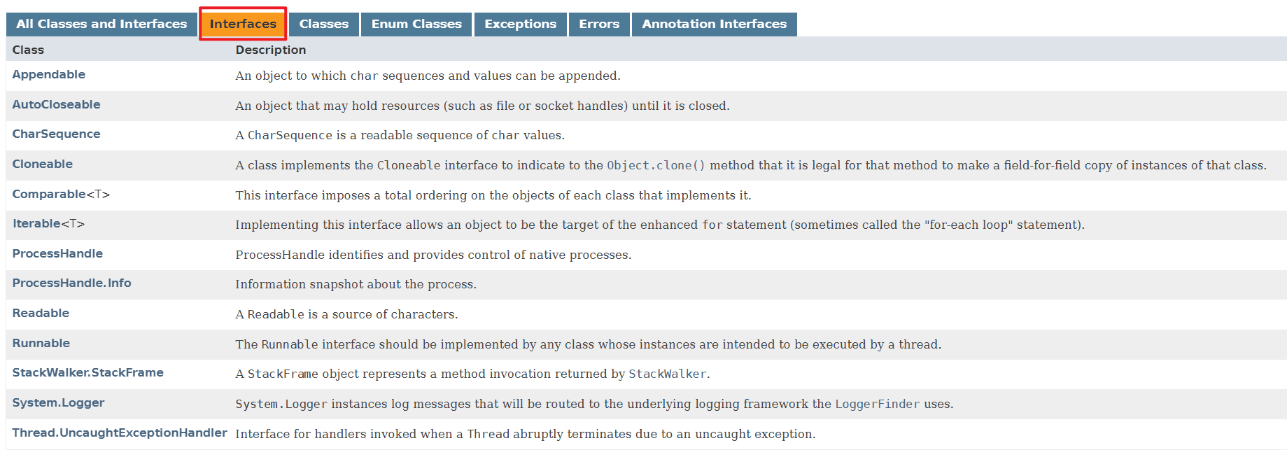 All Classes and Interfaces Interfaces Classes Enum Classes Exceptions Errors Annotation Interfaces
Class Description
Appendable An object to which char sequences and values can be appended.
AutoCloseable An object that may hold resources (such as file or socket handles) until it is closed.
CharSequence A CharSequence is a readable sequence of char values.
Cloneable A class implements the Cloneable interface to indicate to the Object.clone() method that it is legal for that method to make a field-for-field copy of instances of that class.
Comparable<T> This interface imposes a total ordering on the objects of each class that implements it.
Iterable<T> Implementing this interface allows an object to be the target of the enhanced for statement (sometimes called the "for-each loop" statement).
ProcessHandle ProcessHandle identifies and provides control of native processes.
ProcessHandle.Info Information snapshot about the process.
Readable A Readable is a source of characters.
Runnable The Runnable interface should be implemented by any class whose instances are intended to be executed by a thread.
StackWalker.StackFrame A StackFrame object represents a method invocation returned by StackWalker.
System.Logger System.Logger instances log messages that will be routed to the underlying logging framework the LoggerFinder uses.
Thread.UncaughtExceptionHandler Interface for handlers invoked when a Thread abruptly terminates due to an uncaught exception.